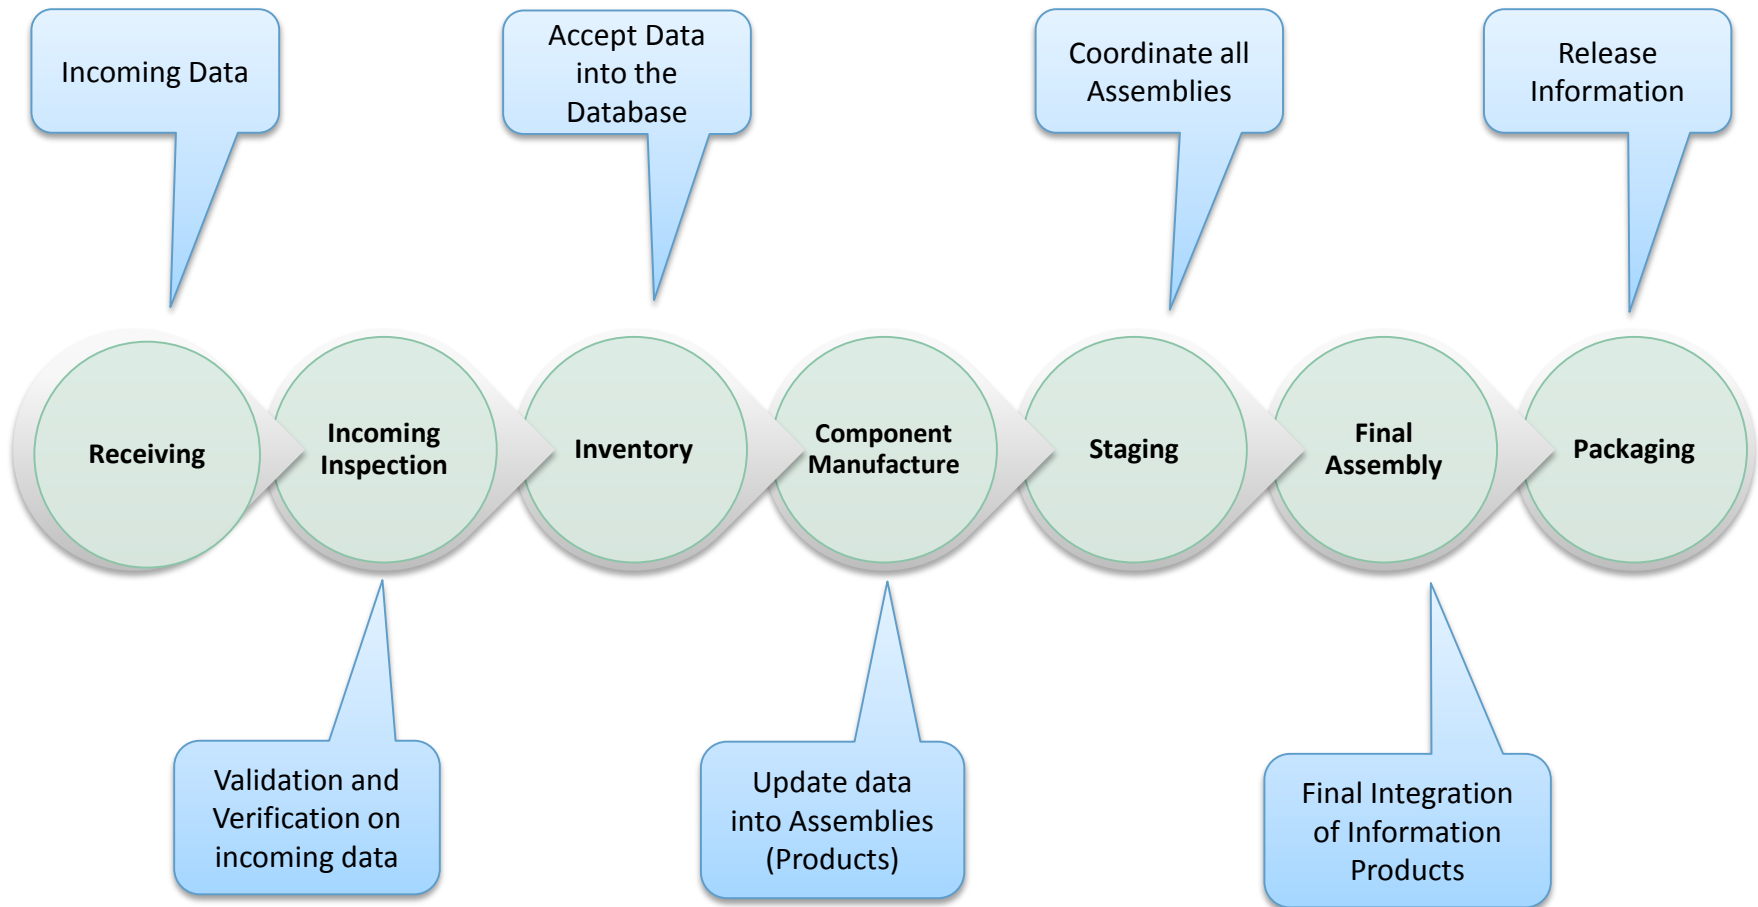 Incoming Data
Accept Data
into the
Database
Coordinate all
Assemblies
Release
Information
Receiving
Incoming
Inspection
Inventory
Component
Manufacture
Staging
Final
Assembly
Packaging
Validation and
Verification on
incoming data
Update data
into Assemblies
(Products)
Final Integration
of Information
Products